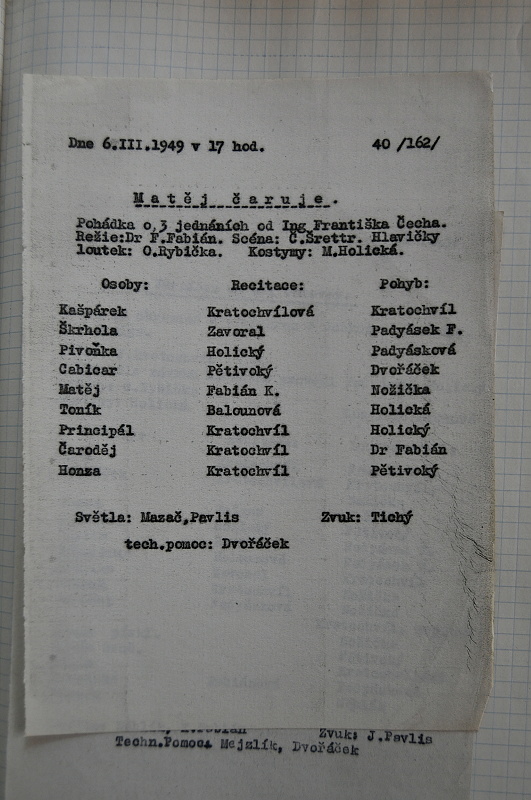 Dne 6.III.1949 v 17 hod. 40 /162/
Matěj čaruje.
Pohádka o 3 jednáních od Ing Františka Čecha.
Režie:Dr F.Fabián. Scéna: Č.Šrettr. Hlavičky
loutek: O.Rybička. Kostymy: M.Holická.
Osoby: Recitace: Pohyb:
Kašpárek Kratochvílová Kratochvíl
Škrhola Zavoral Padyásek F.
Pivoňka Holický Padyásková
Cabicar Pětivoký Dvořáček
Matěj Fabián K. Nožička
Toník Balounová Holická
Principál Kratochvíl Holický
Čaroděj Kratochvíl Dr Fabián
Honza Kratochvíl Pětivoký
Světla: Mazač,Pavlis Zvuk: Tichý
tech.pomoc: Dvořáček
Zvuk: J.Pavlis
Techn.Pomoc: Mejzlík, Dvořáček